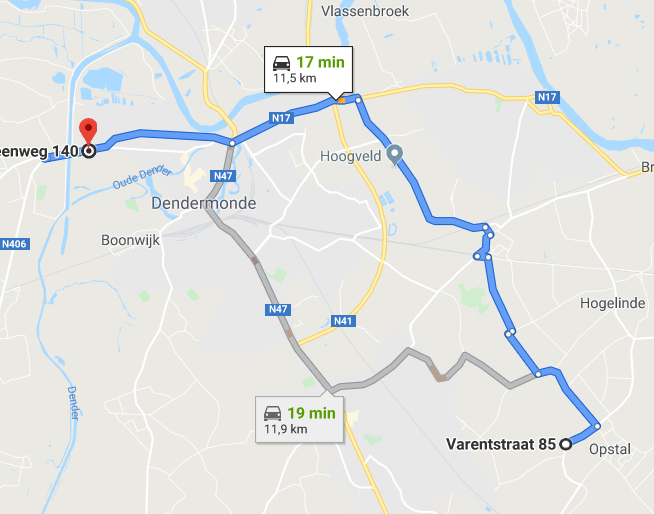 Vlassenbroek
17 min
11,5 km
N17
N17
Hoogveld
eenweg 140
Oude Dender
N47
Dendermonde
Boonwijk
N406
Hogelinde
N47
N41
Dender
19 min
11,9 km
Varentstraat 85
Opstal
Br